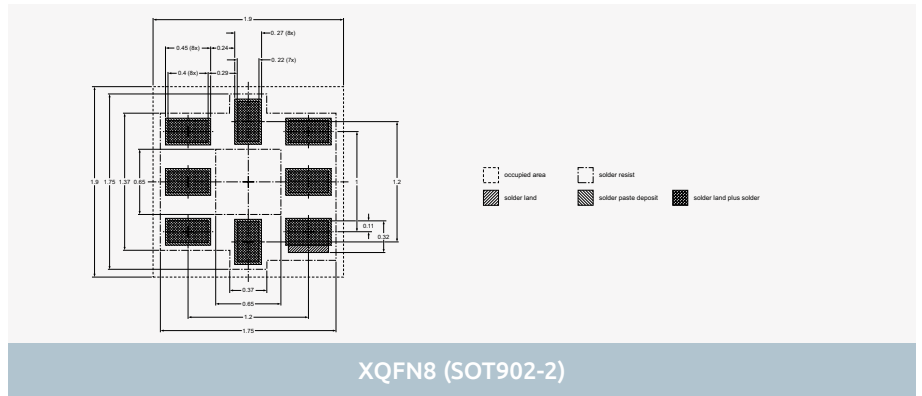 1.9
0. 27 (8x)
0.45 (8x)
0.24
0. 22 (7x)
0.4 (8x)
0.29
1.9
1.75
1.37
0.65
1.2
0.11
0.32
0.37
0.65
1.2
1.75
occupied area
solder resist
solder land
solder paste deposit
solder land plus solder
XQFN8 (SOT902-2)